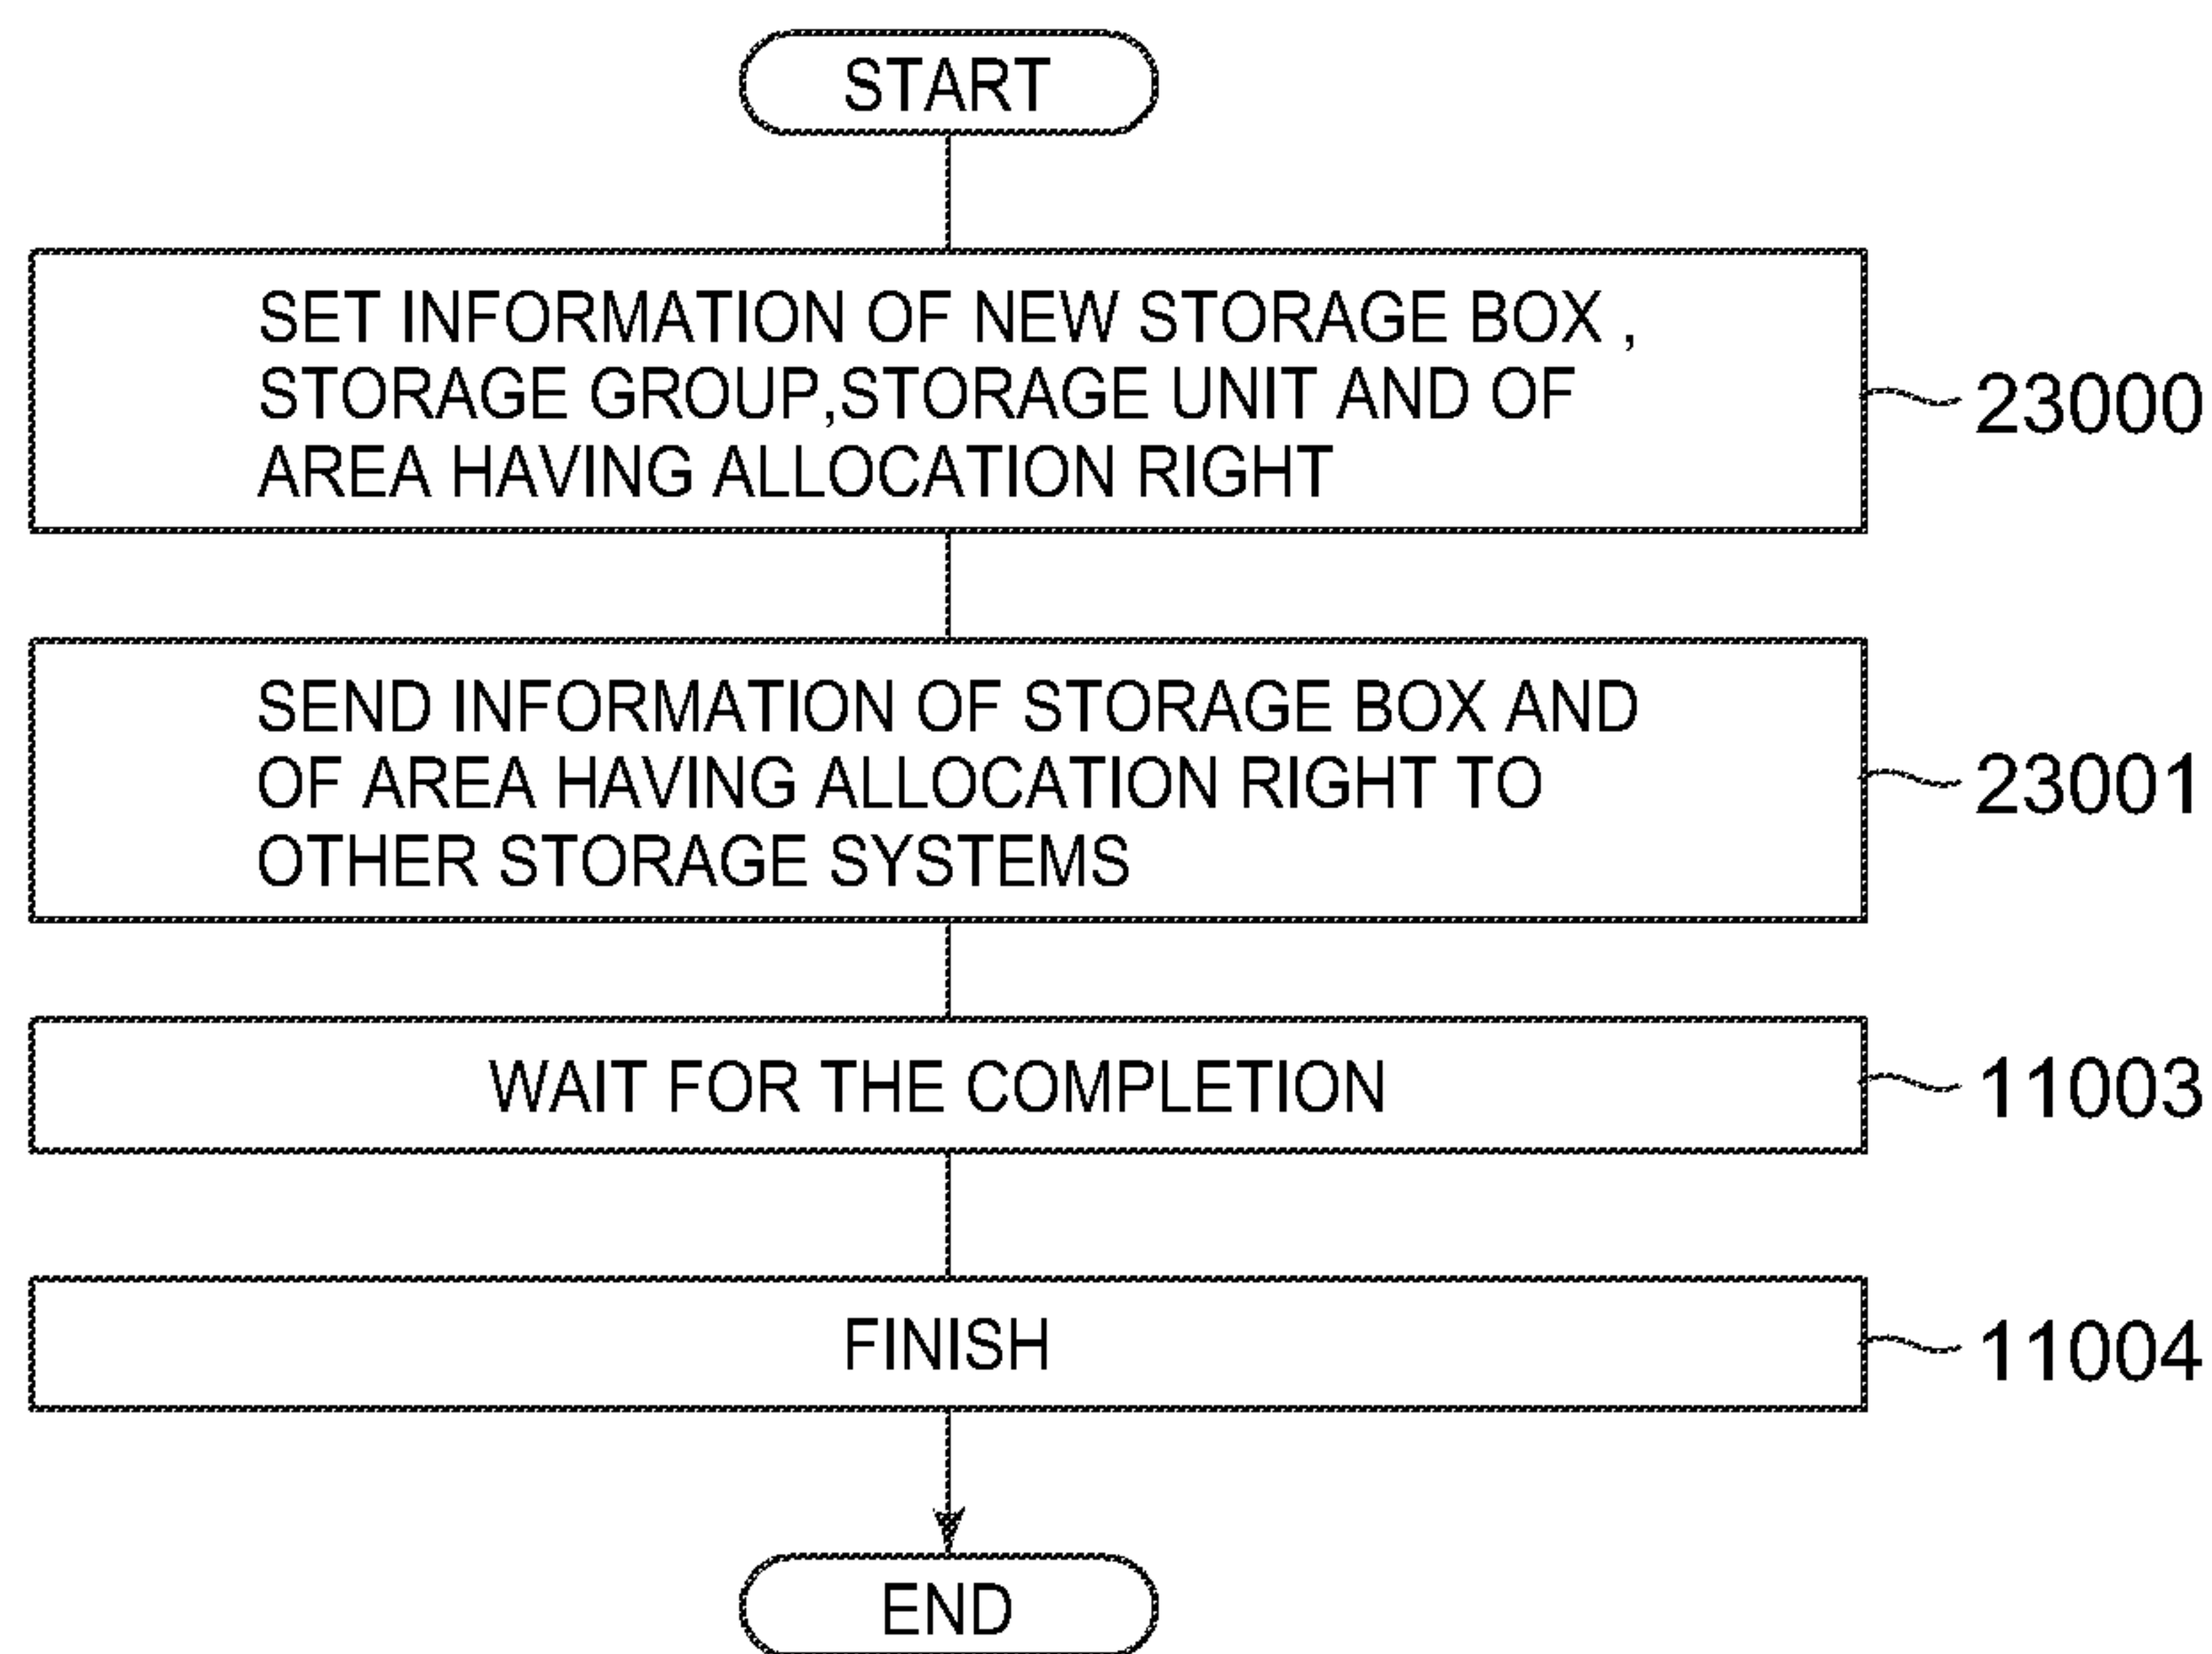 START
SET INFORMATION OF NEW STORAGE BOX ,
STORAGE GROUP,STORAGE UNIT AND OF
AREA HAVING ALLOCATION RIGHT
23000
SEND INFORMATION OF STORAGE BOX AND
OF AREA HAVING ALLOCATION RIGHT TO
OTHER STORAGE SYSTEMS
23001
WAIT FOR THE COMPLETION
11003
FINISH
11004
END